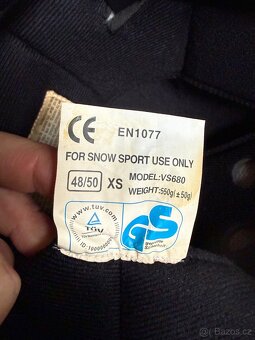 CE EN1077
FOR SNOW SPORT USE ONLY
48/50 XS MODEL:VS680
WEIGHT:550g(±50g)
www.tuv.com
TÜV
GS
© Bazos.cz